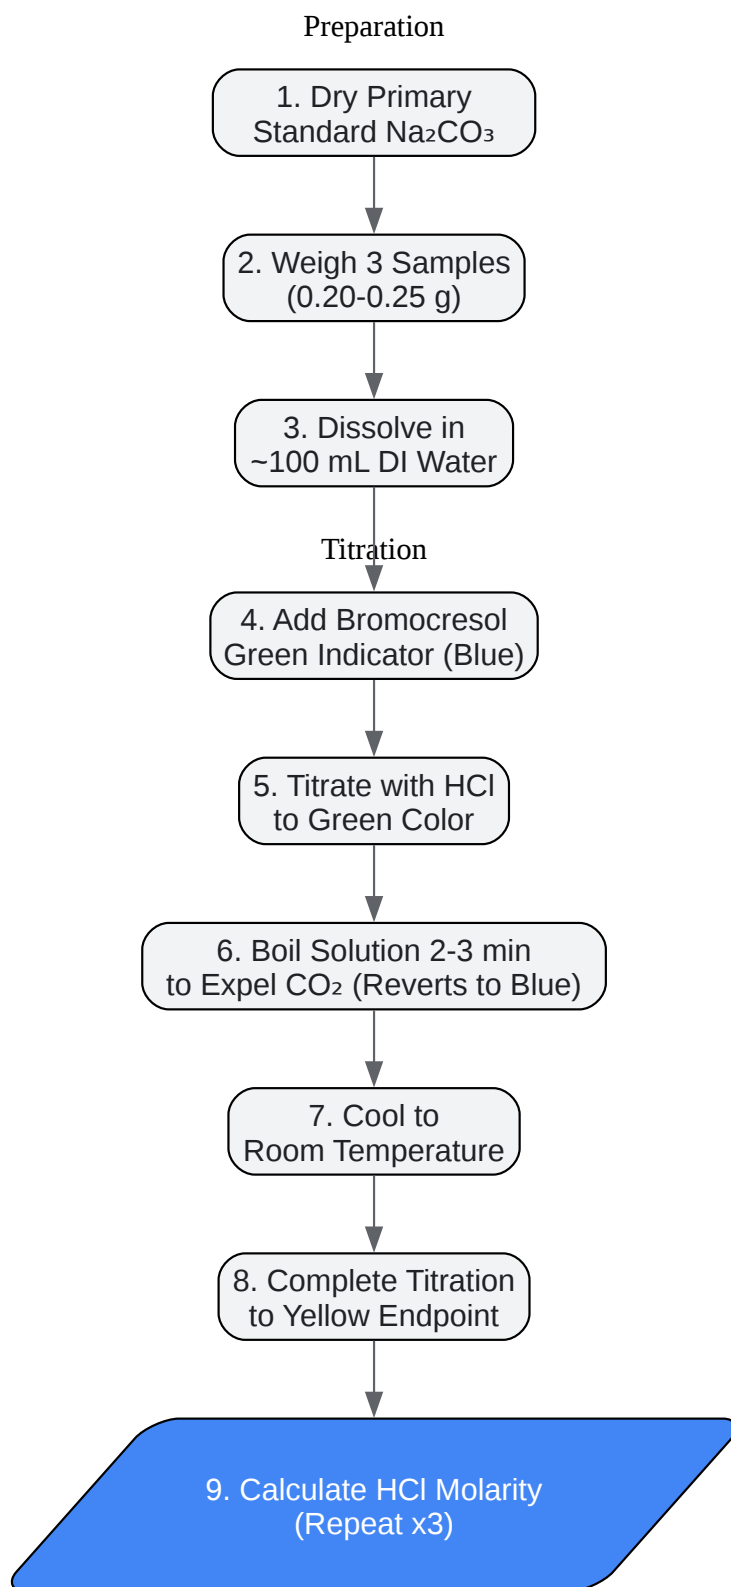 Preparation
1. Dry Primary
Standard Na₂CO₃
2. Weigh 3 Samples
(0.20-0.25 g)
3. Dissolve in
~100 mL DI Water
Titration
4. Add Bromocresol
Green Indicator (Blue)
5. Titrate with HCl
to Green Color
6. Boil Solution 2-3 min
to Expel CO₂ (Reverts to Blue)
7. Cool to
Room Temperature
8. Complete Titration
to Yellow Endpoint
9. Calculate HCl Molarity
(Repeat x3)